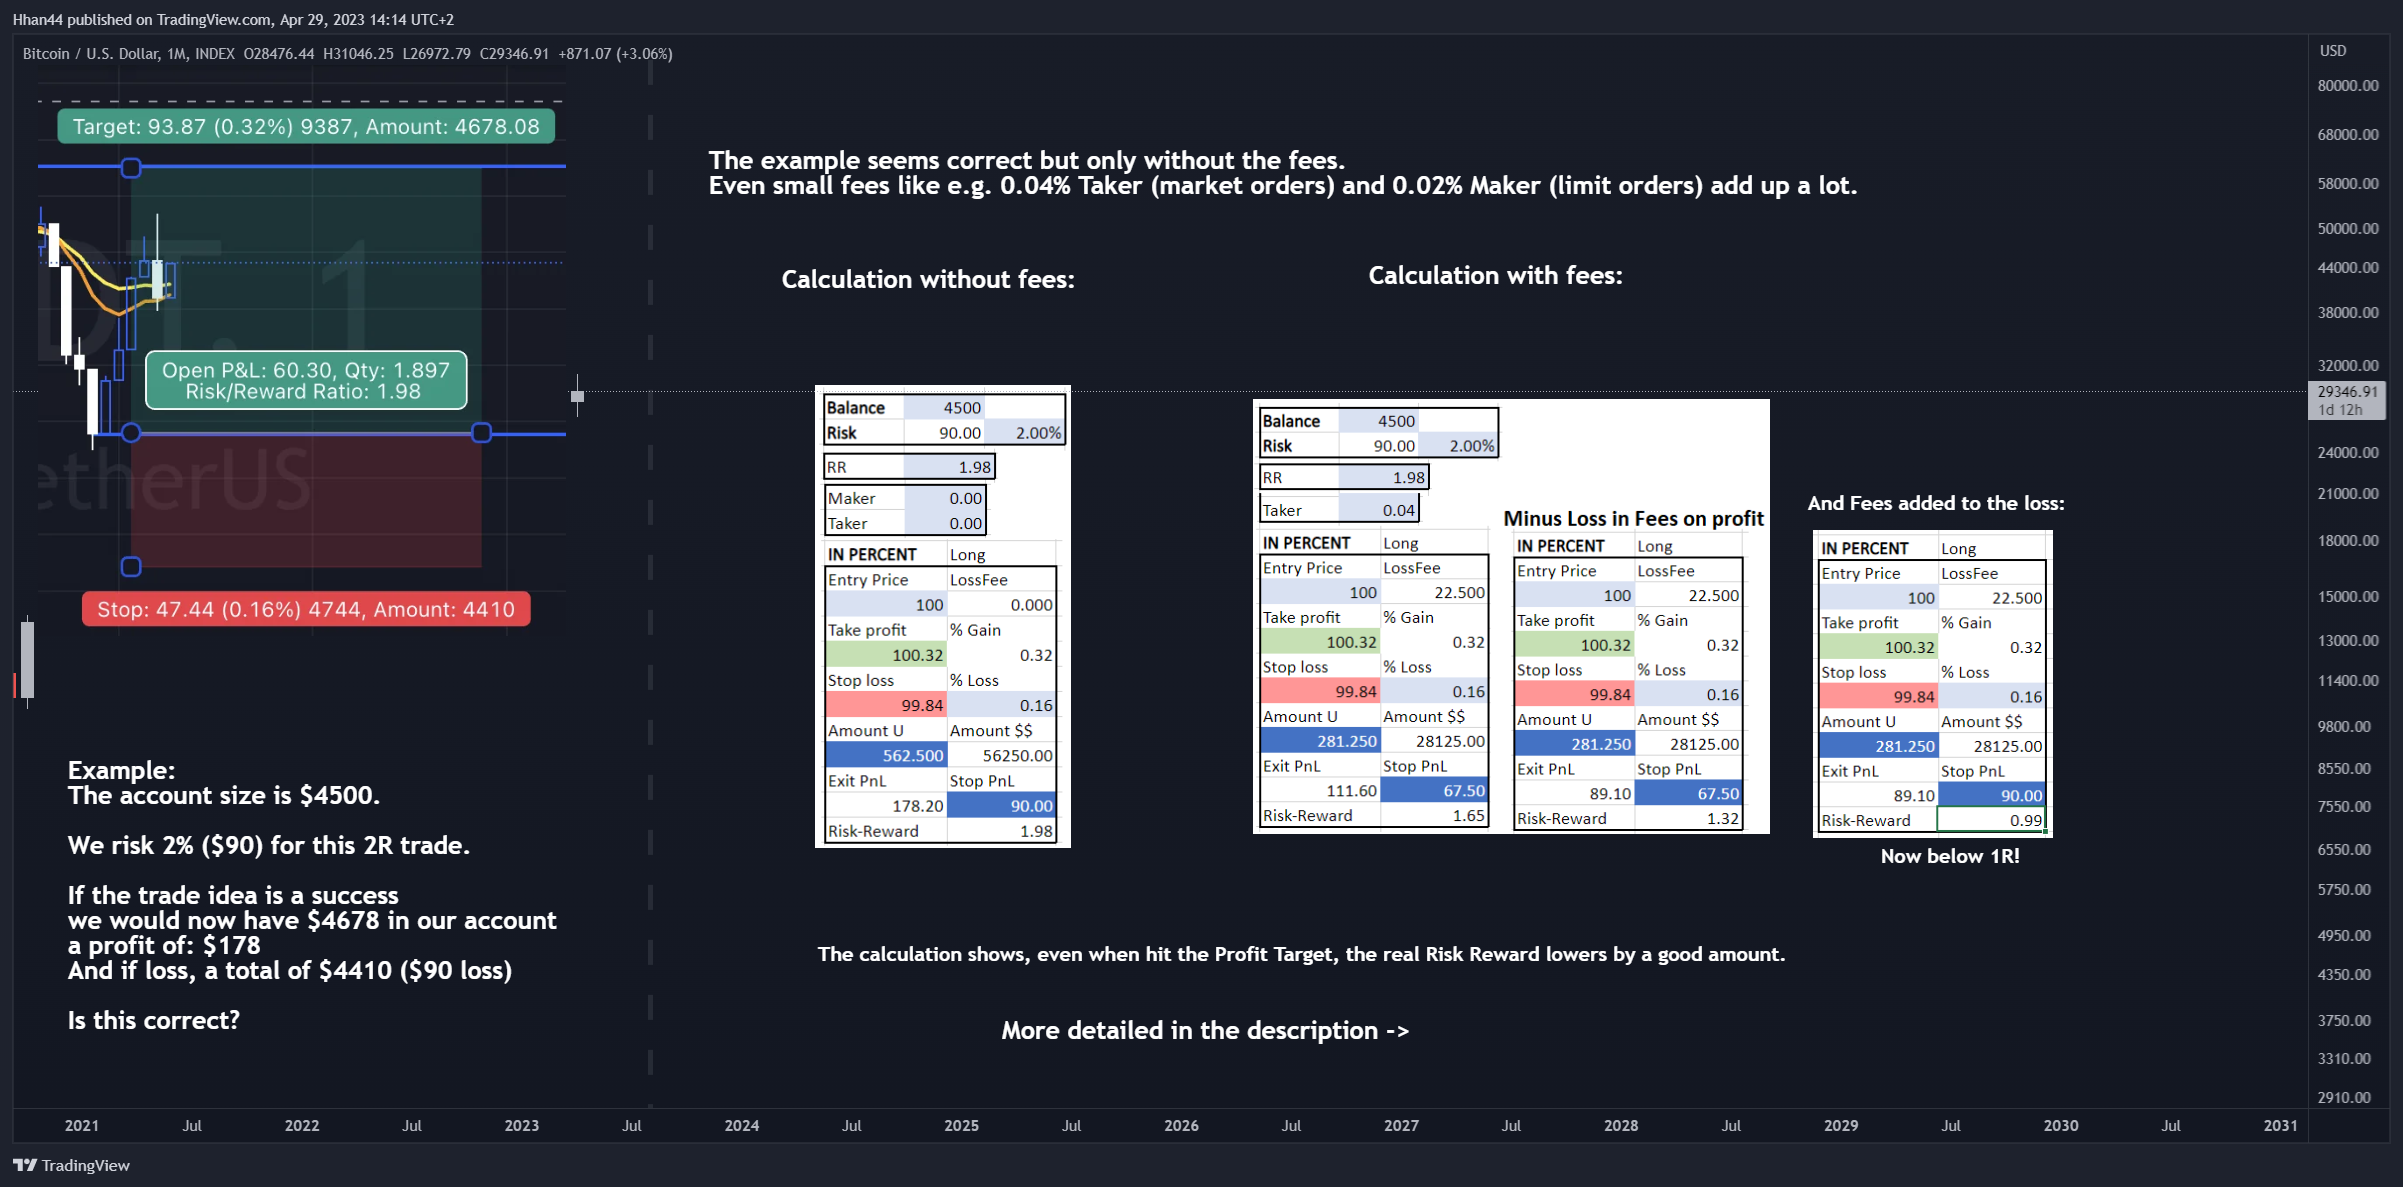 Hhan44 published on TradingView.com, Apr 29, 2023 14:14 UTC+2
Bitcoin / U.S. Dollar, 1M, INDEX O28476.44 H31046.25 L26972.79 C29346.91 +871.07 (+3.06%)
Target: 93.87 (0.32%) 9387, Amount: 4678.08
DT, 1
Open P&L: 60.30, Qty: 1.897
Risk/Reward Ratio: 1.98
etherUS
Stop: 47.44 (0.16%) 4744, Amount: 4410
Example:
The account size is $4500.
We risk 2% ($90) for this 2R trade.
If the trade idea is a success
we would now have $4678 in our account
a profit of: $178
And if loss, a total of $4410 ($90 loss)
Is this correct?
The example seems correct but only without the fees.
Even small fees like e.g. 0.04% Taker (market orders) and 0.02% Maker (limit orders) add up a lot.
Calculation without fees:
Balance 4500
Risk 90.00 2.00%
RR 1.98
Maker 0.00
Taker 0.00
IN PERCENT Long
Entry Price LossFee
100 0.000
Take profit % Gain
100.32 0.32
Stop loss % Loss
99.84 0.16
Amount U Amount $$
562.500 56250.00
Exit PnL Stop PnL
178.20 90.00
Risk-Reward 1.98
Calculation with fees:
Balance 4500
Risk 90.00 2.00%
RR 1.98
Taker 0.04
IN PERCENT Long
Entry Price LossFee
100 22.500
Take profit % Gain
100.32 0.32
Stop loss % Loss
99.84 0.16
Amount U Amount $$
281.250 28125.00
Exit PnL Stop PnL
111.60 67.50
Risk-Reward 1.65
Minus Loss in Fees on profit
IN PERCENT Long
Entry Price LossFee
100 22.500
Take profit % Gain
100.32 0.32
Stop loss % Loss
99.84 0.16
Amount U Amount $$
281.250 28125.00
Exit PnL Stop PnL
89.10 67.50
Risk-Reward 1.32
And Fees added to the loss:
IN PERCENT Long
Entry Price LossFee
100 22.500
Take profit % Gain
100.32 0.32
Stop loss % Loss
99.84 0.16
Amount U Amount $$
281.250 28125.00
Exit PnL Stop PnL
89.10 90.00
Risk-Reward 0.99
Now below 1R!
The calculation shows, even when hit the Profit Target, the real Risk Reward lowers by a good amount.
More detailed in the description ->
USD
80000.00
68000.00
58000.00
50000.00
44000.00
38000.00
32000.00
29346.91
1d 12h
24000.00
21000.00
18000.00
15000.00
13000.00
11400.00
9800.00
8550.00
7550.00
6550.00
5750.00
4950.00
4350.00
3750.00
3310.00
2910.00
2021 Jul 2022 Jul 2023 Jul 2024 Jul 2025 Jul 2026 Jul 2027 Jul 2028 Jul 2029 Jul 2030 Jul 2031
TradingView